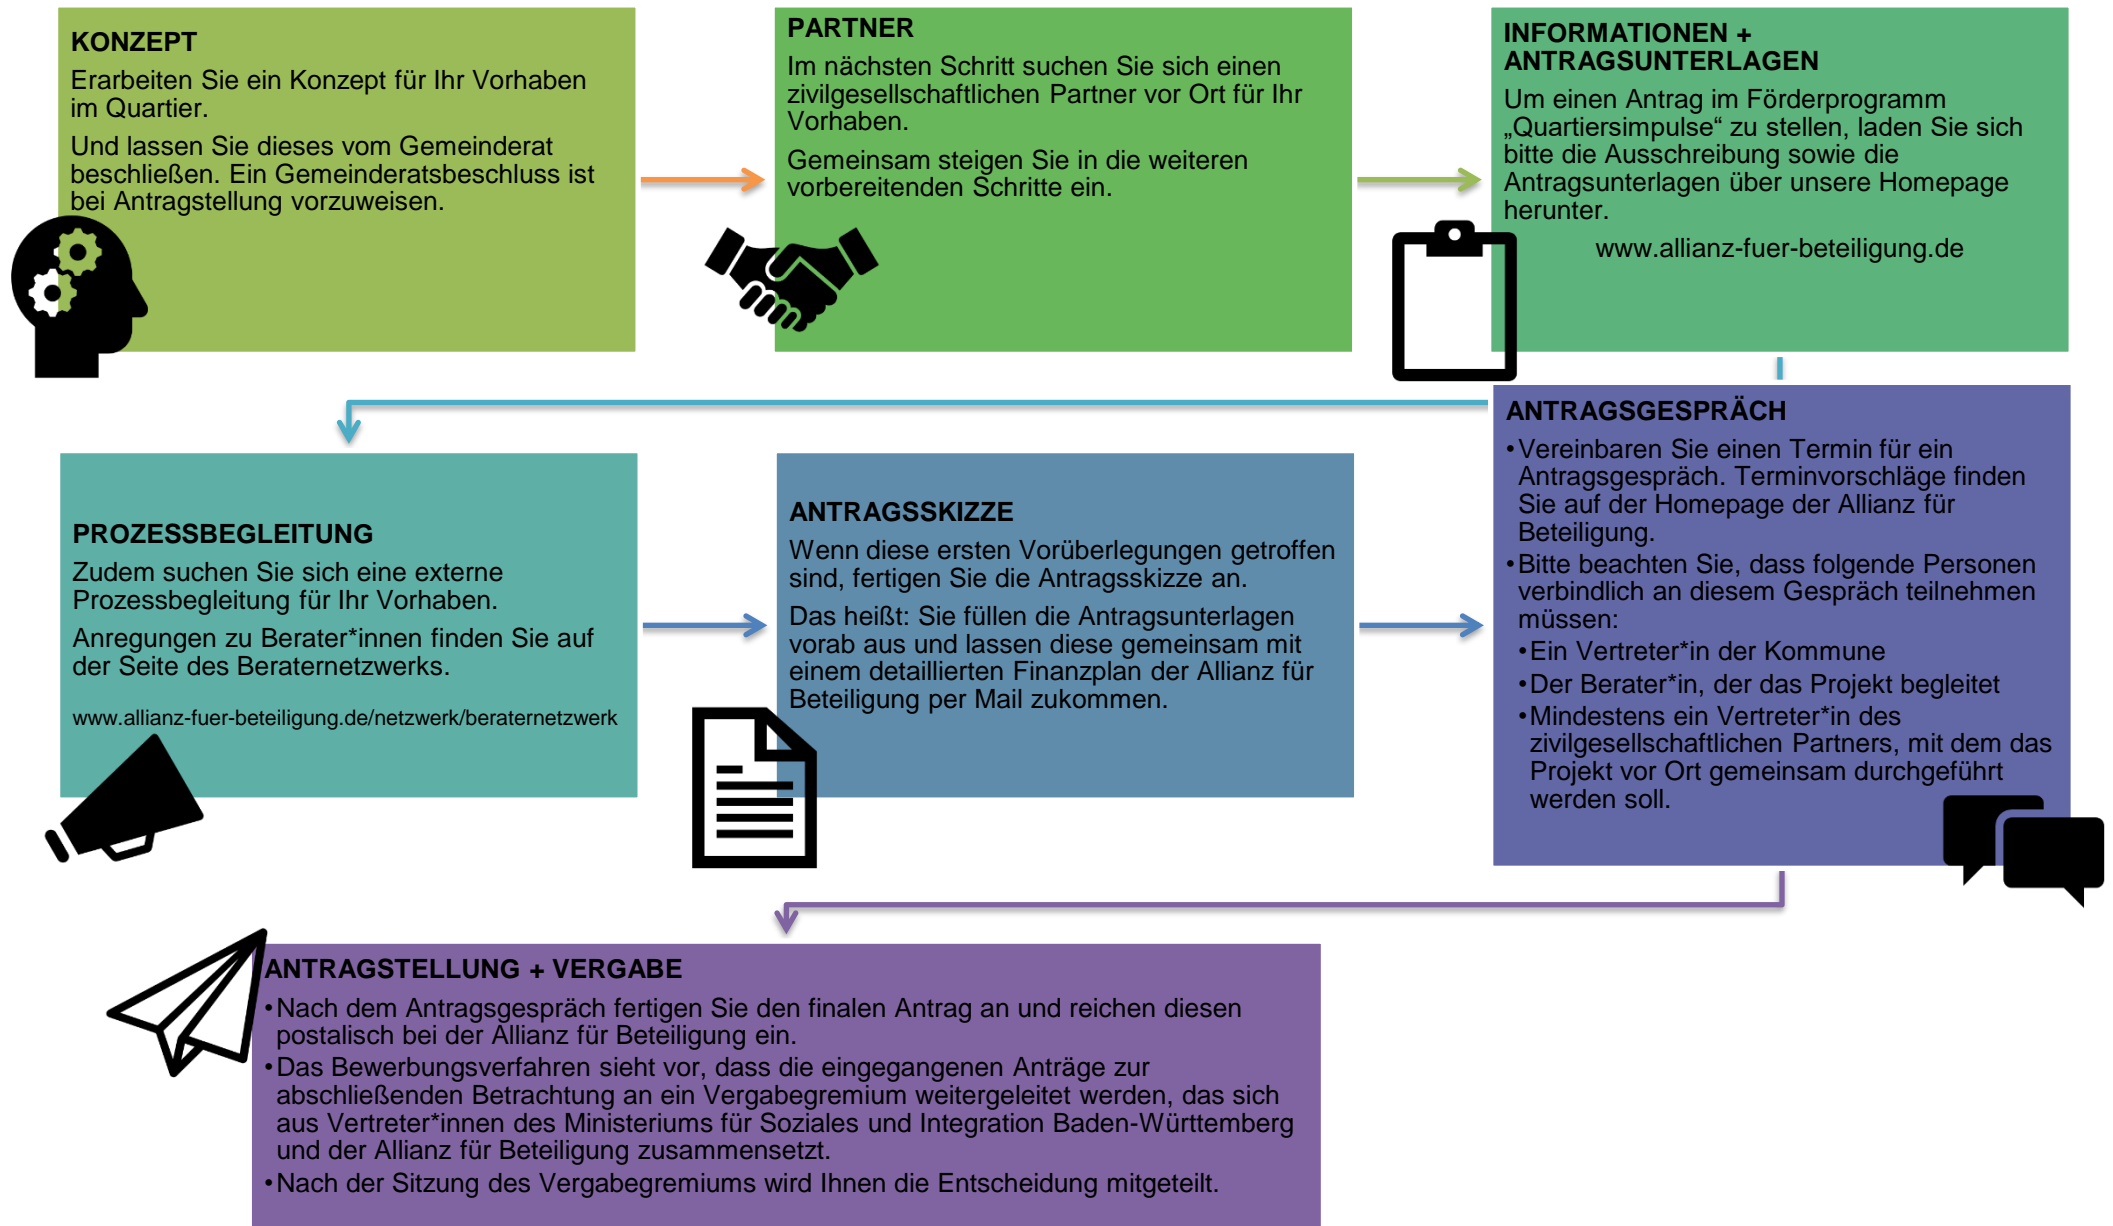 KONZEPT
Erarbeiten Sie ein Konzept für Ihr Vorhaben
im Quartier.
Und lassen Sie dieses vom Gemeinderat
beschließen. Ein Gemeinderatsbeschluss ist
bei Antragstellung vorzuweisen.
PARTNER
Im nächsten Schritt suchen Sie sich einen
zivilgesellschaftlichen Partner vor Ort für Ihr
Vorhaben.
Gemeinsam steigen Sie in die weiteren
vorbereitenden Schritte ein.
INFORMATIONEN +
ANTRAGSUNTERLAGEN
Um einen Antrag im Förderprogramm
„Quartiersimpulse“ zu stellen, laden Sie sich
bitte die Ausschreibung sowie die
Antragsunterlagen über unsere Homepage
herunter.
www.allianz-fuer-beteiligung.de
PROZESSBEGLEITUNG
Zudem suchen Sie sich eine externe
Prozessbegleitung für Ihr Vorhaben.
Anregungen zu Berater*innen finden Sie auf
der Seite des Beraternetzwerks.
www.allianz-fuer-beteiligung.de/netzwerk/beraternetzwerk
ANTRAGSSKIZZE
Wenn diese ersten Vorüberlegungen getroffen
sind, fertigen Sie die Antragsskizze an.
Das heißt: Sie füllen die Antragsunterlagen
vorab aus und lassen diese gemeinsam mit
einem detaillierten Finanzplan der Allianz für
Beteiligung per Mail zukommen.
ANTRAGSGESPRÄCH
•Vereinbaren Sie einen Termin für ein
Antragsgespräch. Terminvorschläge finden
Sie auf der Homepage der Allianz für
Beteiligung.
•Bitte beachten Sie, dass folgende Personen
verbindlich an diesem Gespräch teilnehmen
müssen:
•Ein Vertreter*in der Kommune
•Der Berater*in, der das Projekt begleitet
•Mindestens ein Vertreter*in des
zivilgesellschaftlichen Partners, mit dem das
Projekt vor Ort gemeinsam durchgeführt
werden soll.
ANTRAGSTELLUNG + VERGABE
•Nach dem Antragsgespräch fertigen Sie den finalen Antrag an und reichen diesen
postalisch bei der Allianz für Beteiligung ein.
•Das Bewerbungsverfahren sieht vor, dass die eingegangenen Anträge zur
abschließenden Betrachtung an ein Vergabegremium weitergeleitet werden, das sich
aus Vertreter*innen des Ministeriums für Soziales und Integration Baden-Württemberg
und der Allianz für Beteiligung zusammensetzt.
•Nach der Sitzung des Vergabegremiums wird Ihnen die Entscheidung mitgeteilt.